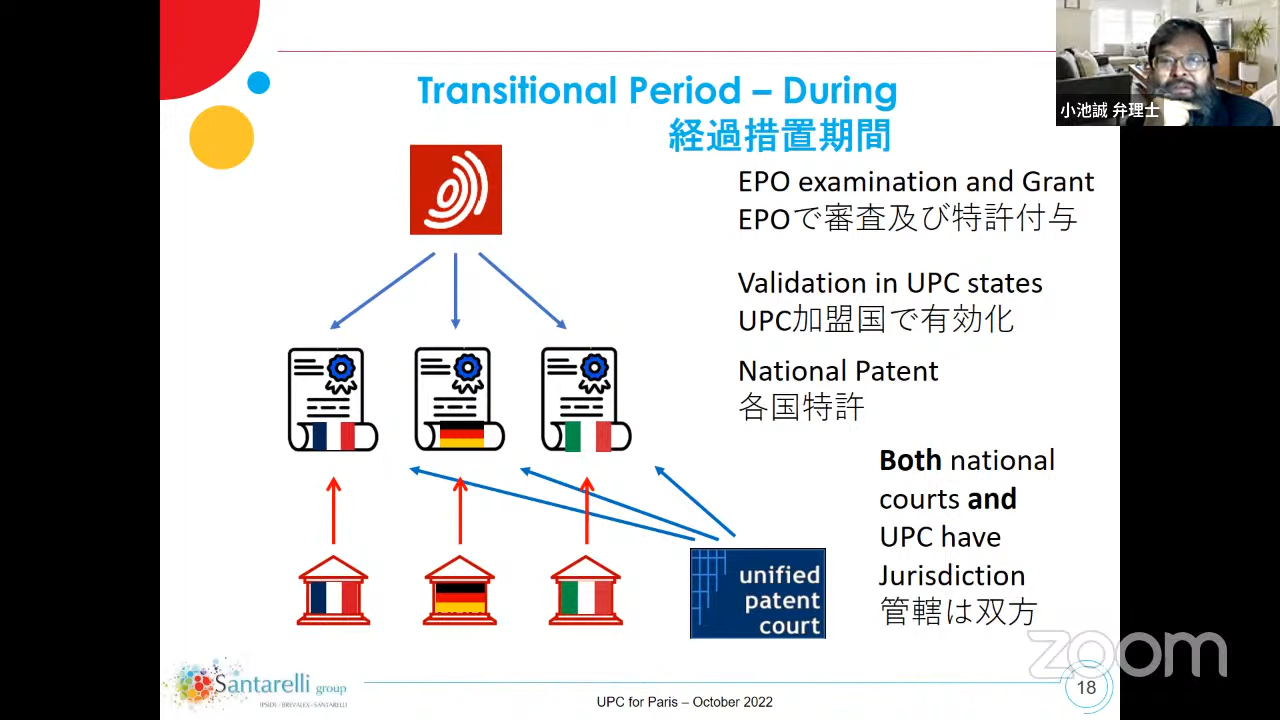 Transitional Period – During
経過措置期間
小池誠 弁理士
EPO examination and Grant
EPOで審査及び特許付与
Validation in UPC states
UPC加盟国で有効化
National Patent
各国特許
Both national
courts and
UPC have
Jurisdiction
管轄は双方
unified
patent
court
zoom
Santarelli group
IPSIDE - BREVALEX - SANTARELLI
UPC for Paris – October 2022
18